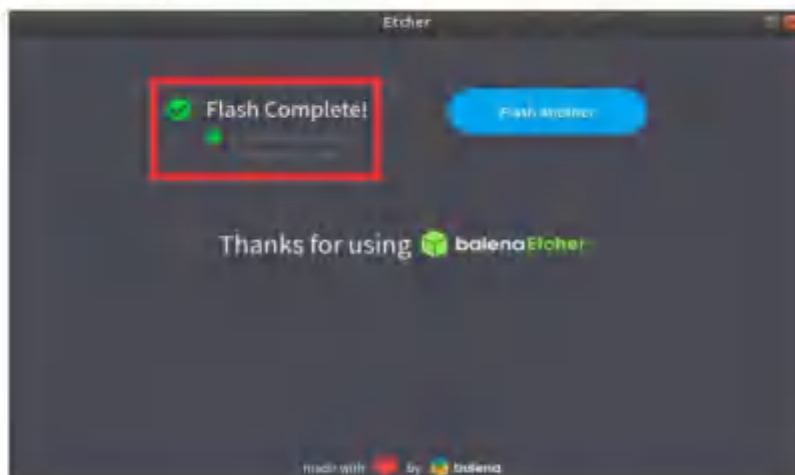 Etcher
Flash Complete!
Flash Another
Thanks for using balenaEtcher
made with by balena